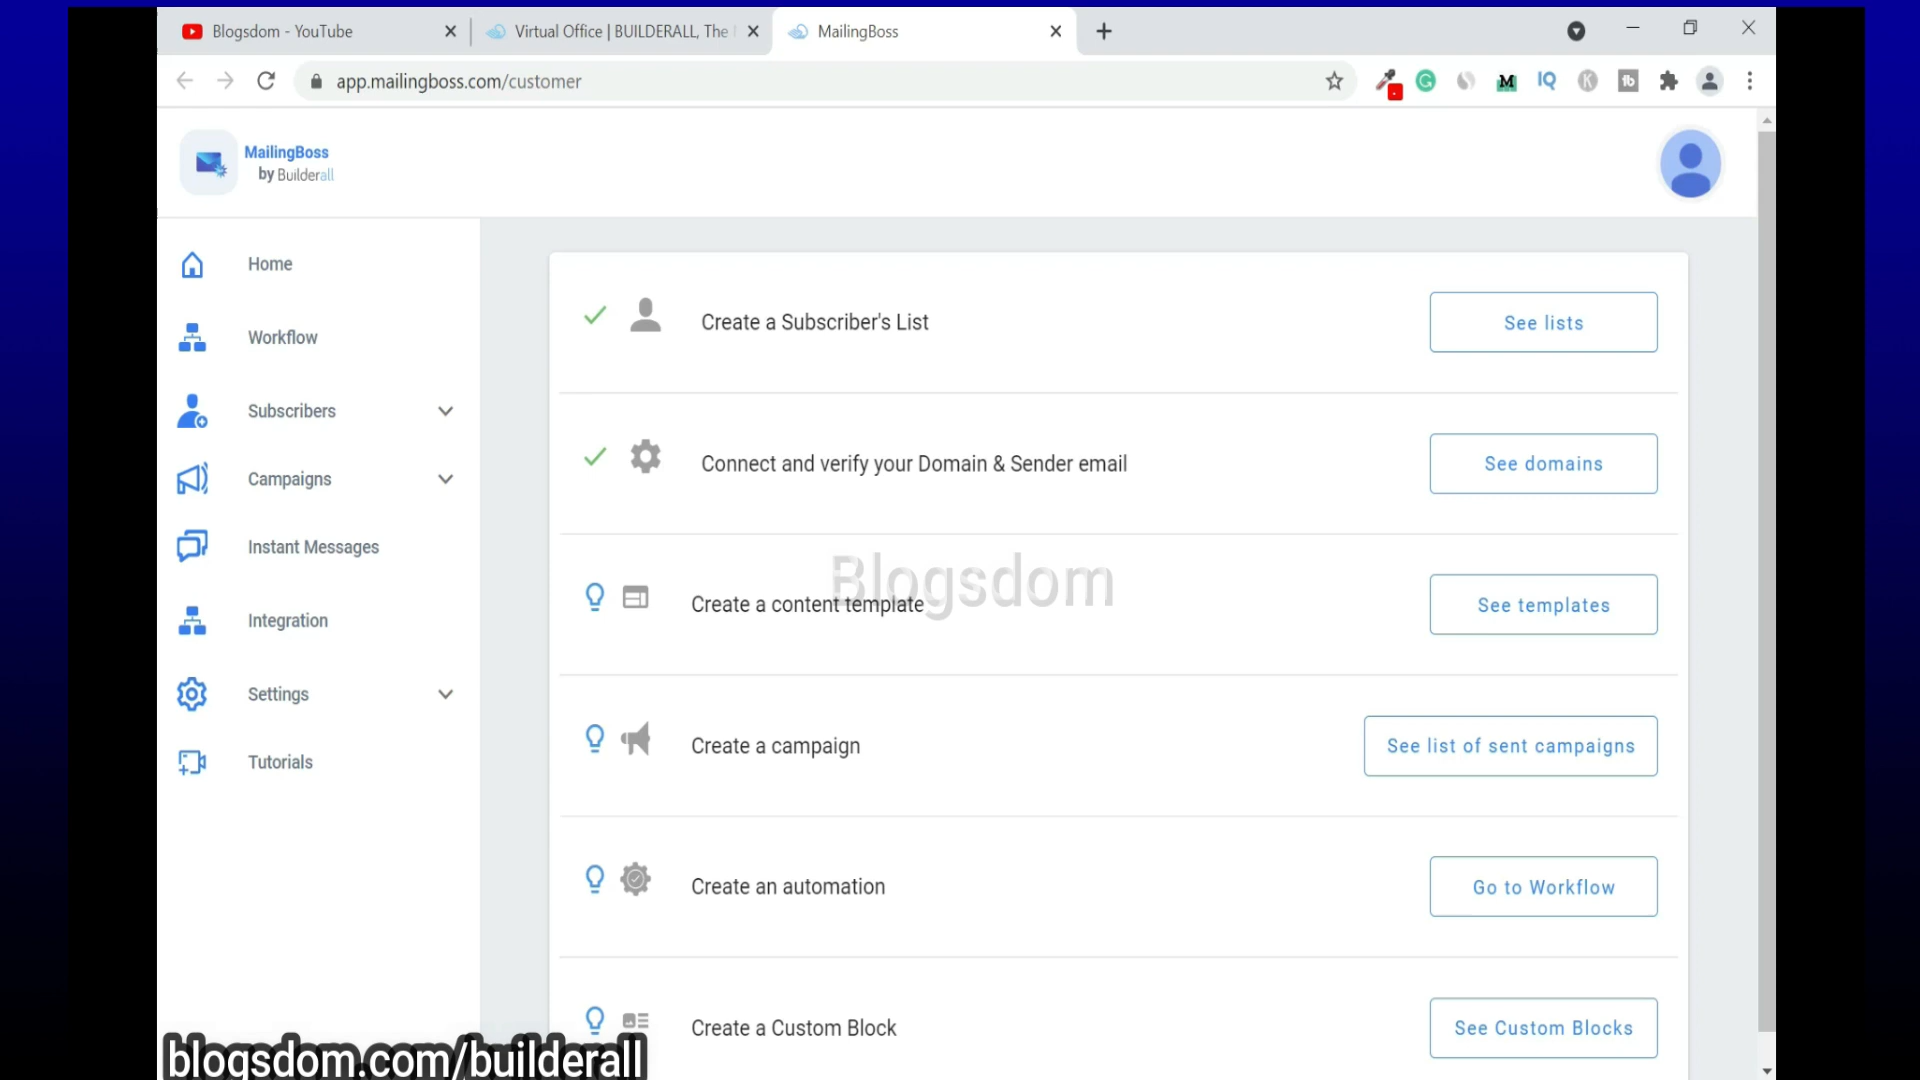 Blogsdom - YouTube
Virtual Office | BUILDERALL, The
MailingBoss
app.mailingboss.com/customer
MailingBoss
by Builderall
Home
Workflow
Subscribers
Campaigns
Instant Messages
Integration
Settings
Tutorials
Create a Subscriber's List
See lists
Connect and verify your Domain & Sender email
See domains
Blogsdom
Create a content template
See templates
Create a campaign
See list of sent campaigns
Create an automation
Go to Workflow
Create a Custom Block
See Custom Blocks
blogsdom.com/builderall